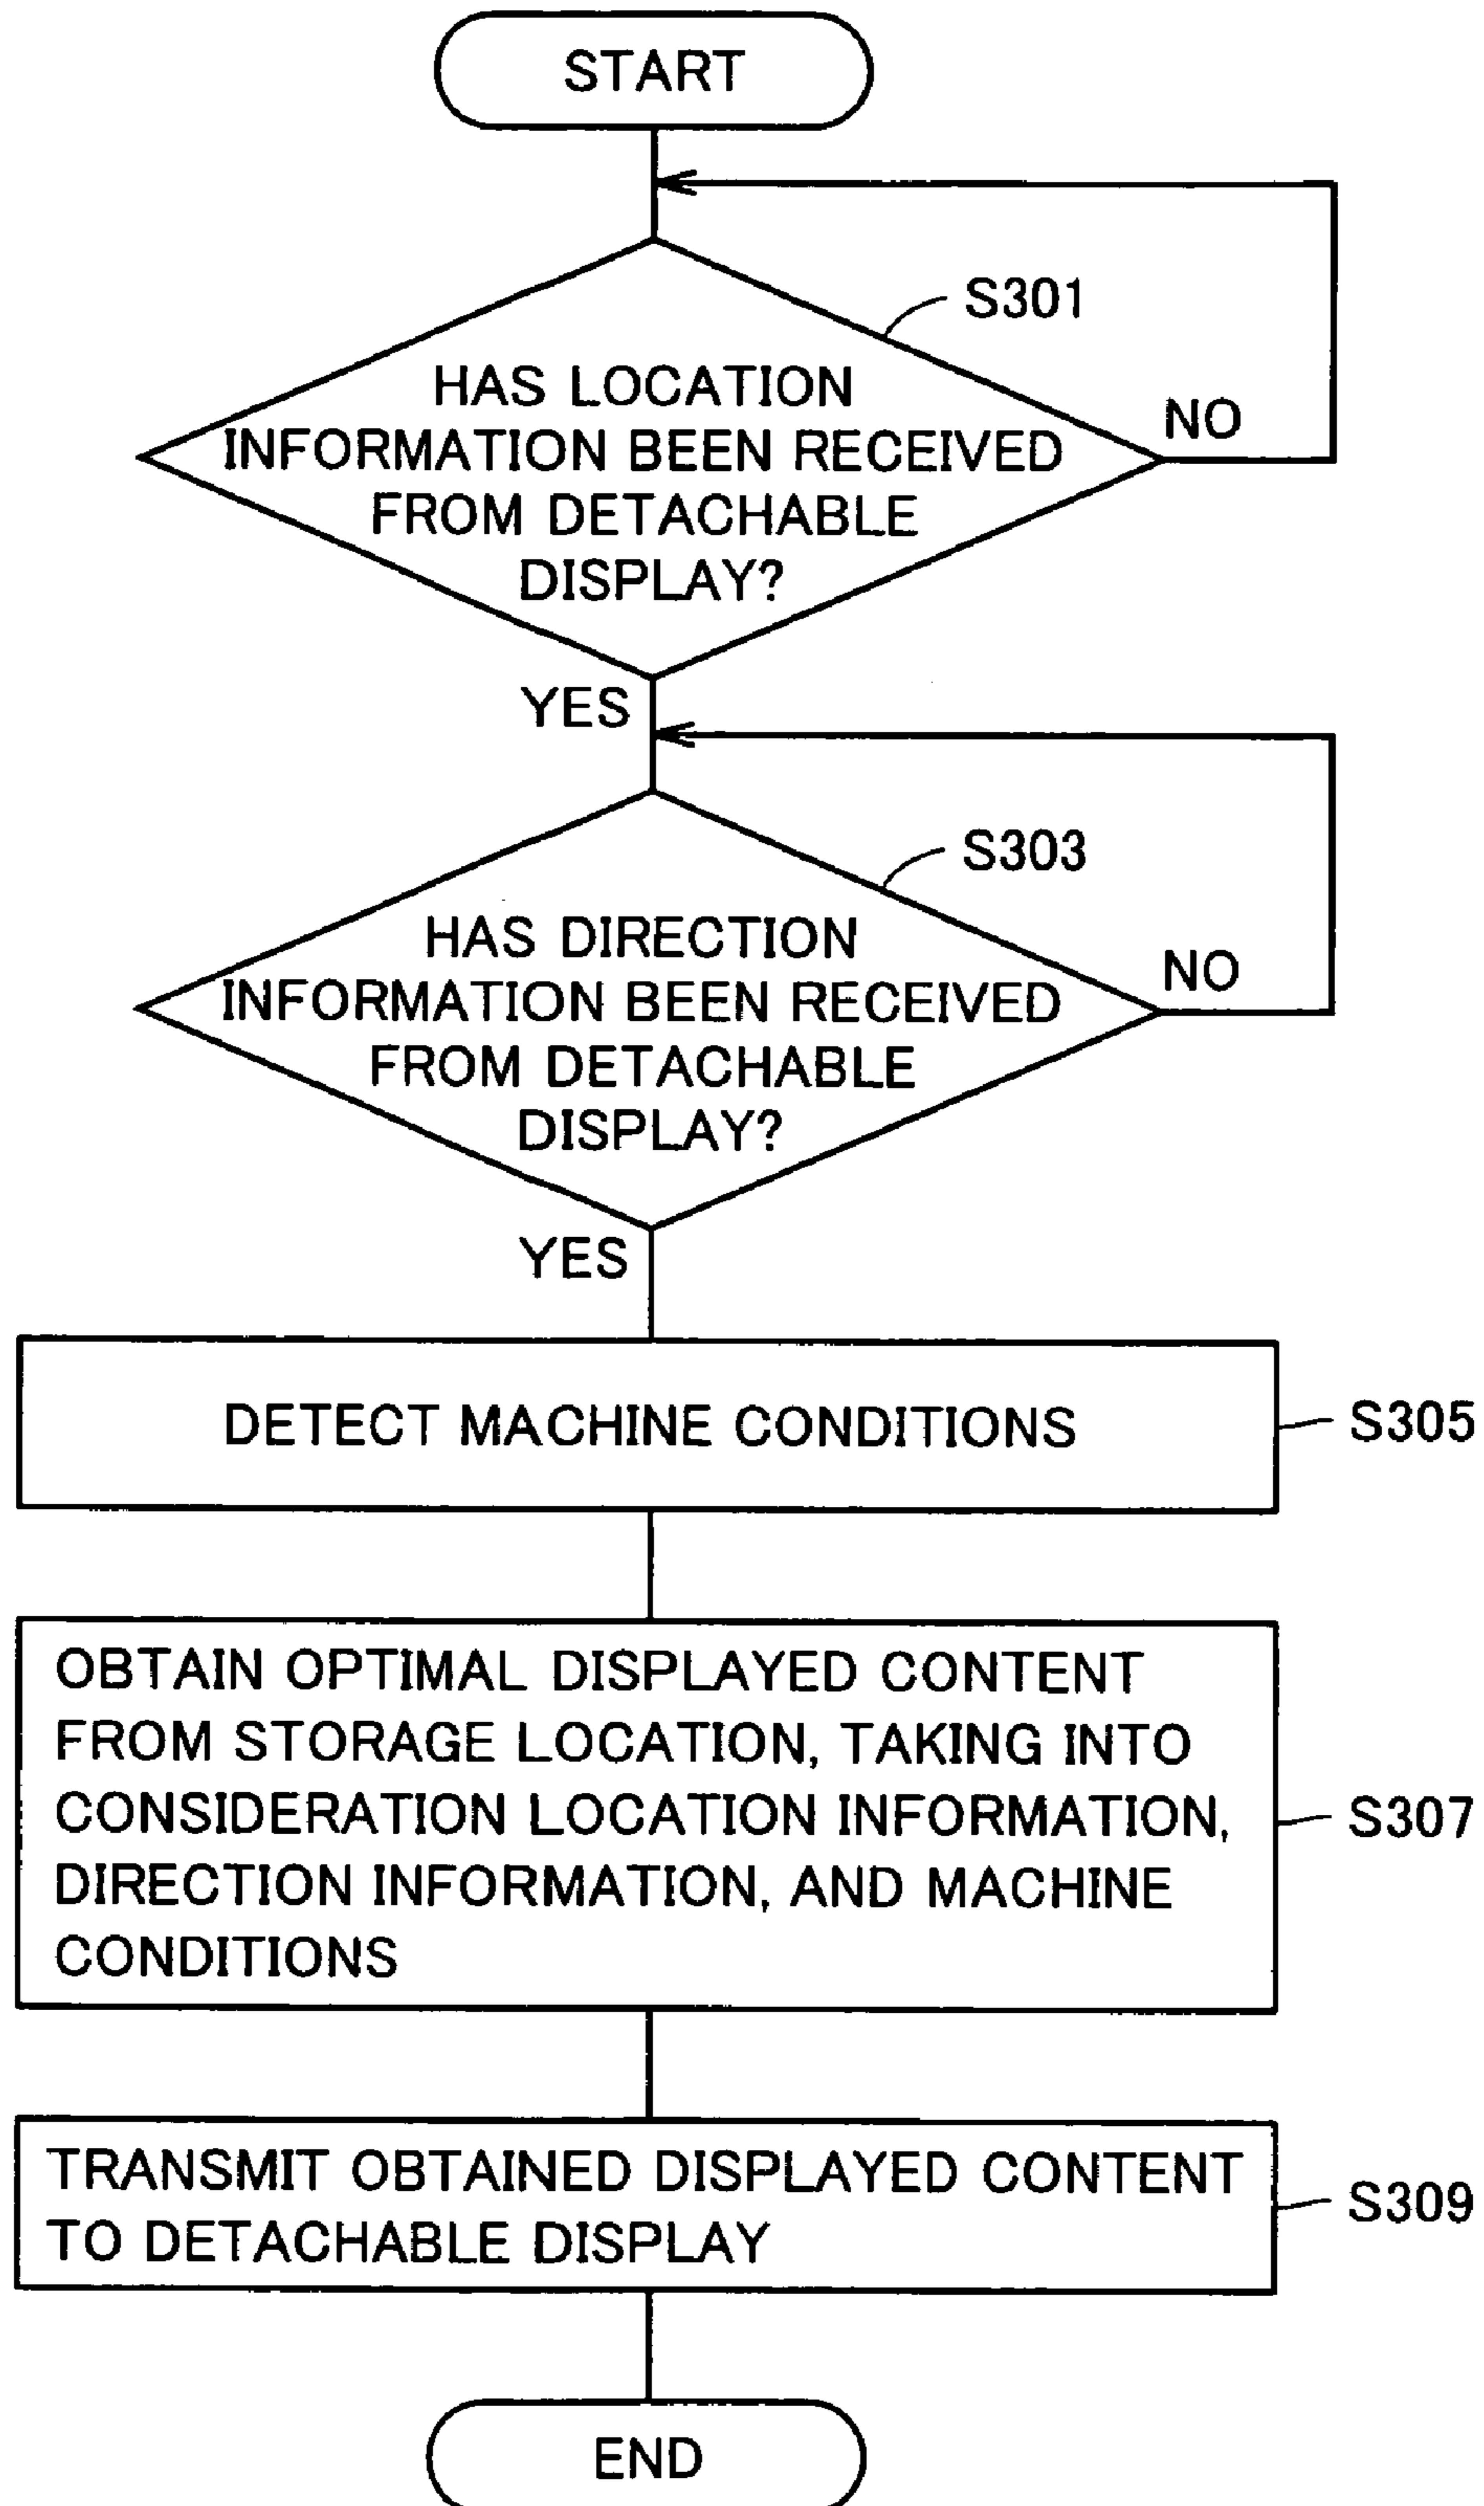 START
S301
HAS LOCATION
INFORMATION BEEN RECEIVED
FROM DETACHABLE
DISPLAY?
NO
YES
S303
HAS DIRECTION
INFORMATION BEEN RECEIVED
FROM DETACHABLE
DISPLAY?
NO
YES
DETECT MACHINE CONDITIONS
S305
OBTAIN OPTIMAL DISPLAYED CONTENT
FROM STORAGE LOCATION, TAKING INTO
CONSIDERATION LOCATION INFORMATION,
DIRECTION INFORMATION, AND MACHINE
CONDITIONS
S307
TRANSMIT OBTAINED DISPLAYED CONTENT
TO DETACHABLE DISPLAY
S309
END